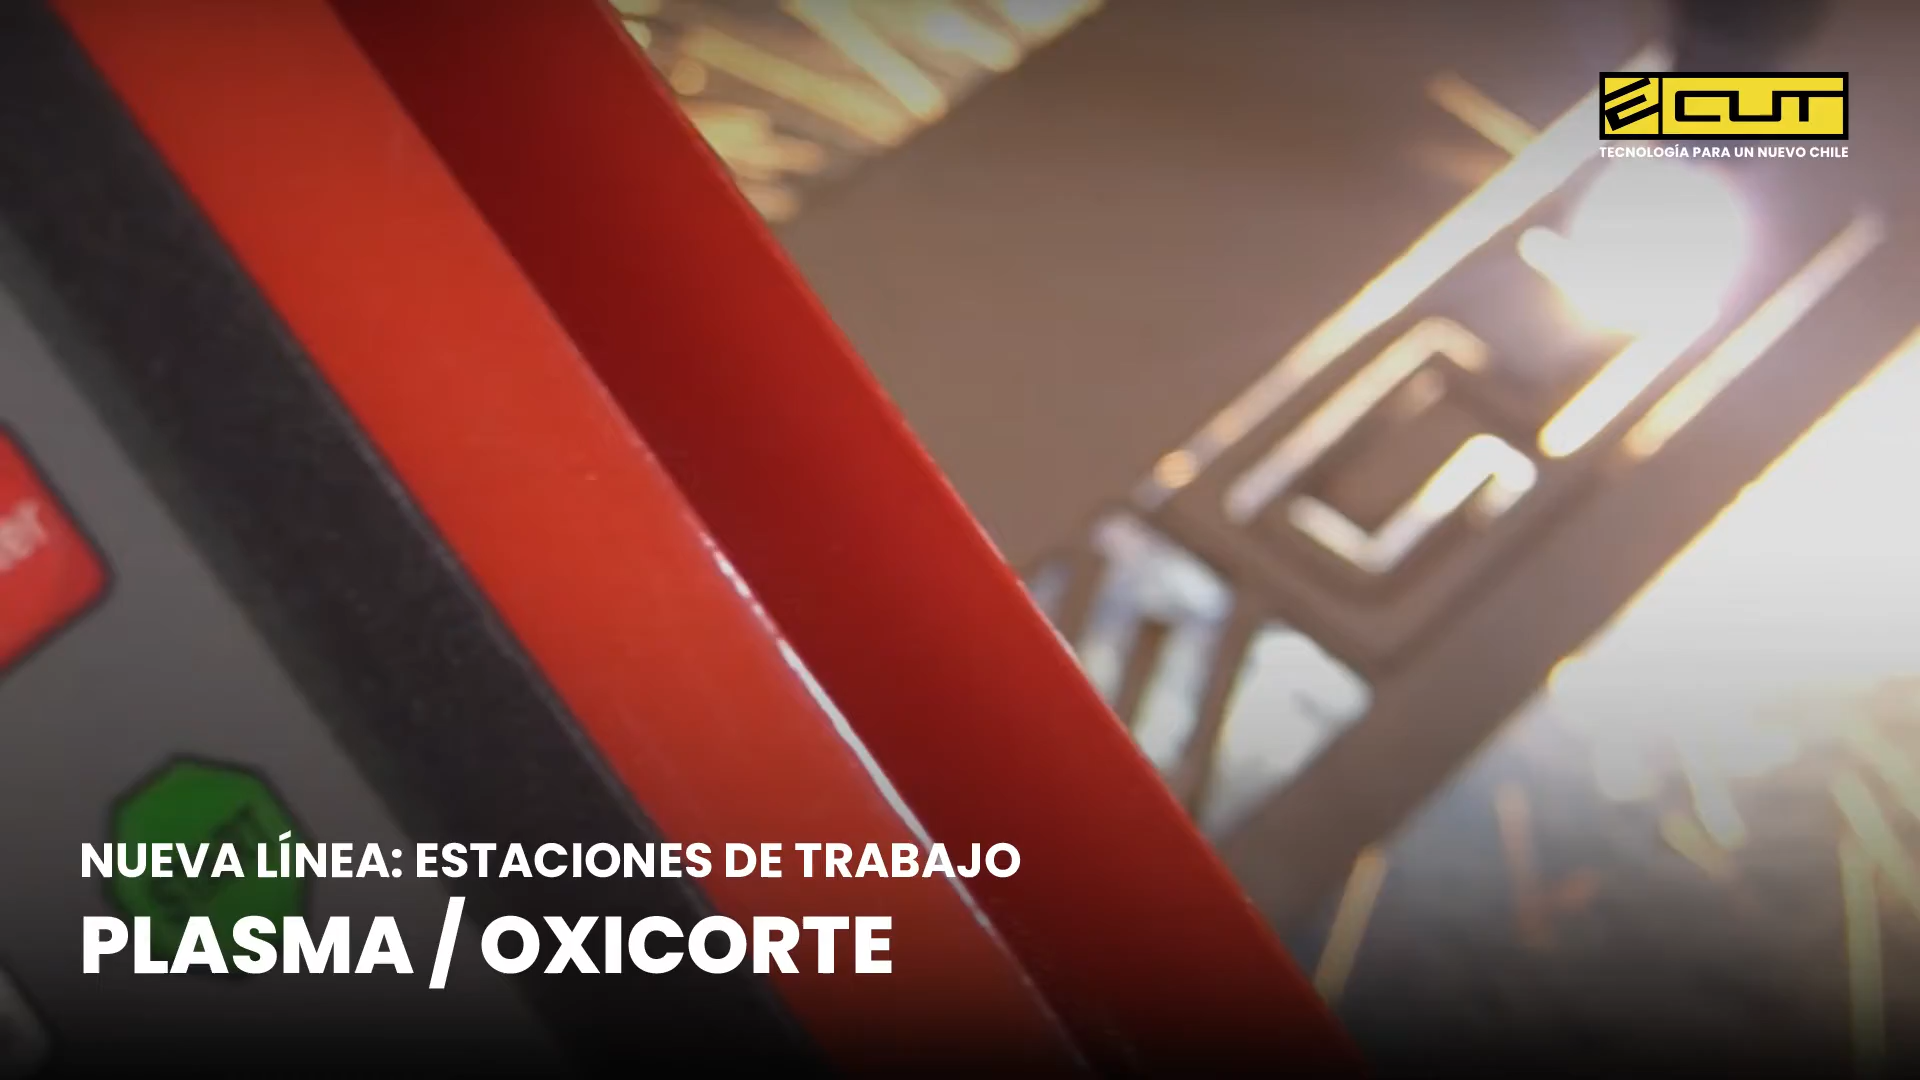 ECUT
TECNOLOGÍA PARA UN NUEVO CHILE
NUEVA LÍNEA: ESTACIONES DE TRABAJO
PLASMA / OXICORTE